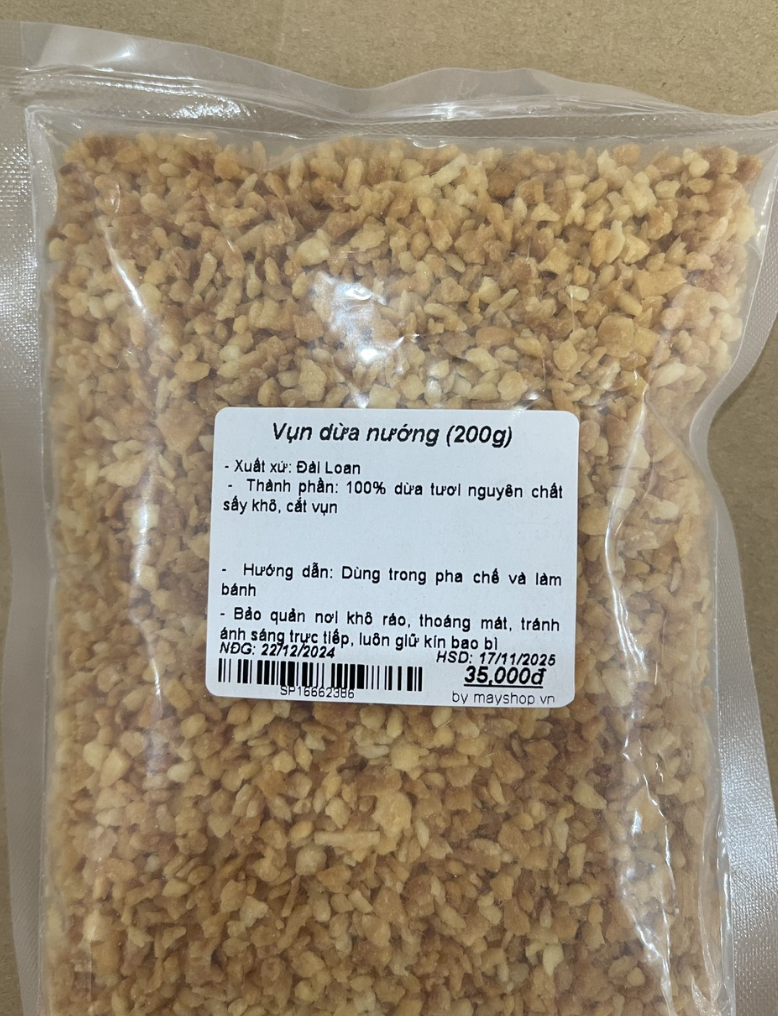 Vụn dừa nướng (200g)
- Xuất xứ: Đài Loan
- Thành phần: 100% dừa tươi nguyên chất
sấy khô, cắt vụn
- Hướng dẫn: Dùng trong pha chế và làm
bánh
- Bảo quản nơi khô ráo, thoáng mát, tránh
ánh sáng trực tiếp, luôn giữ kín bao bì
NĐG: 22/12/2024 HSD: 17/11/2025
35,000đ
SP16662386
by mayshop.vn